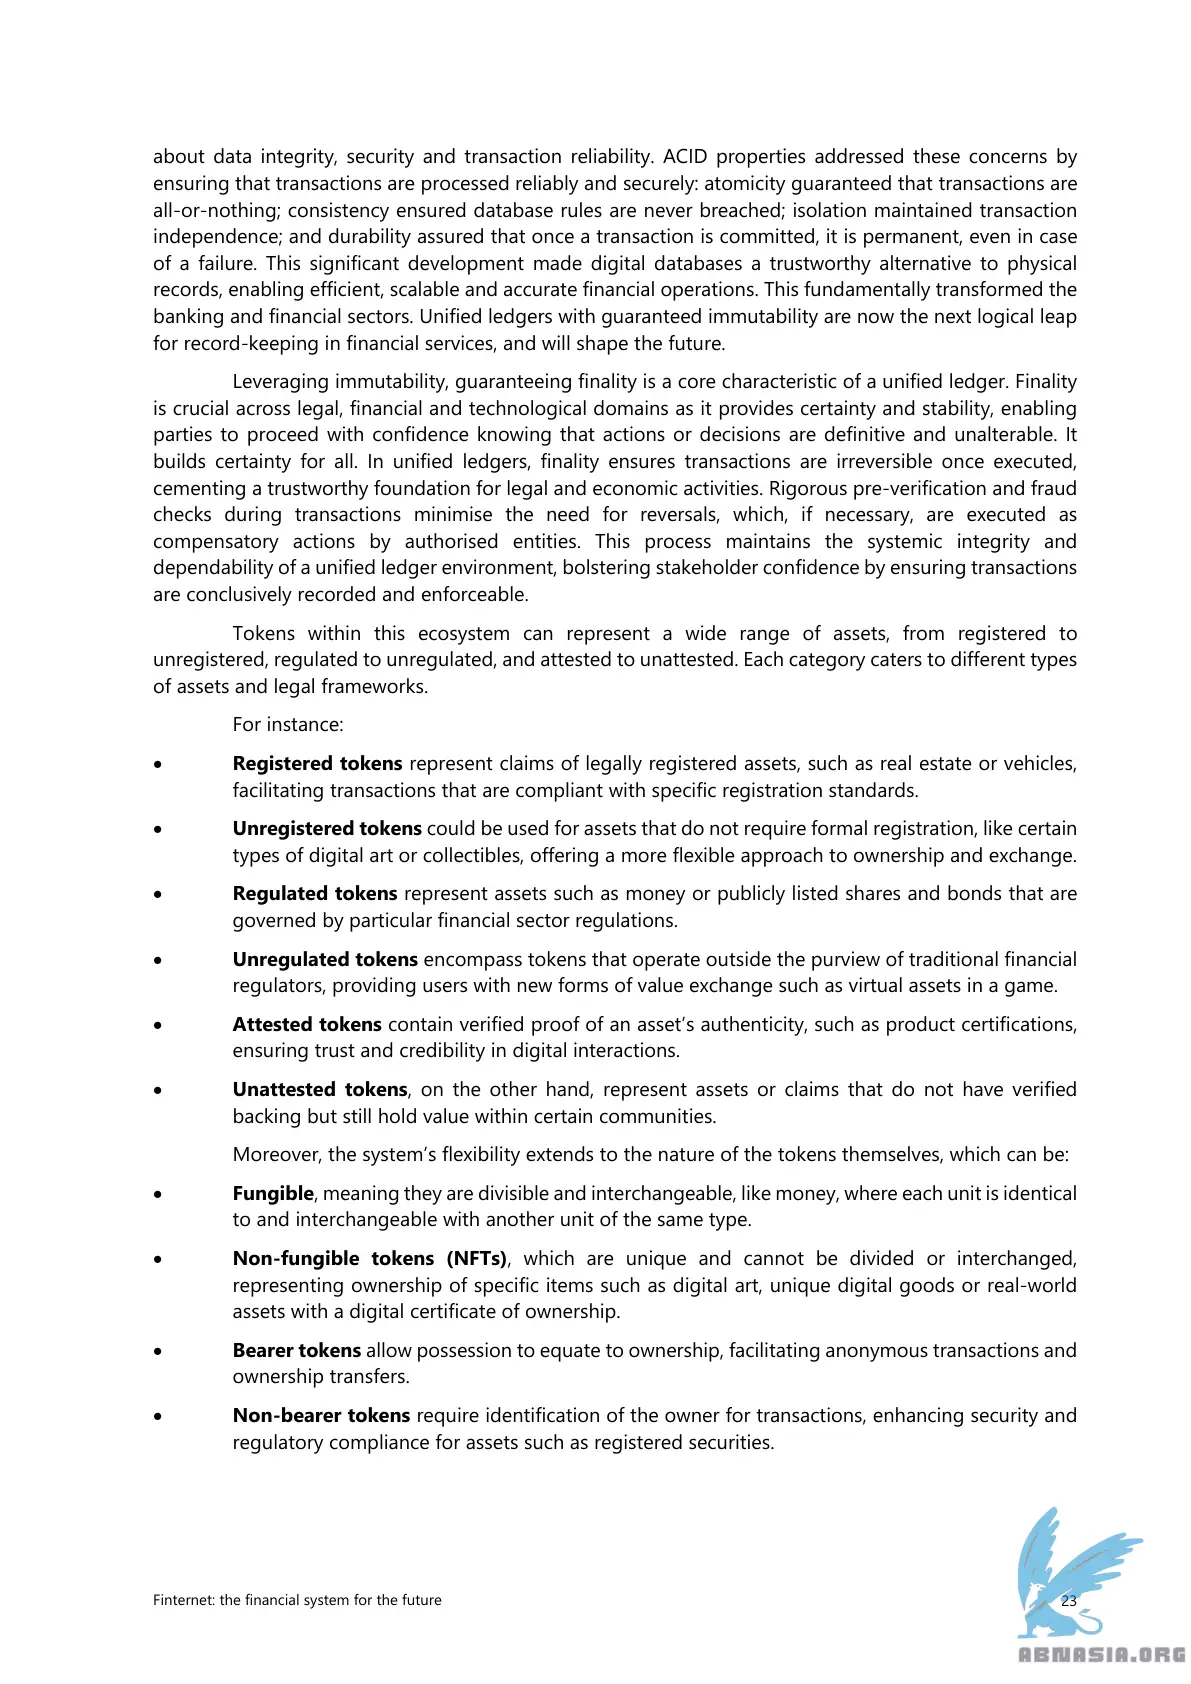 about data integrity, security and transaction reliability. ACID properties addressed these concerns by
ensuring that transactions are processed reliably and securely: atomicity guaranteed that transactions are
all-or-nothing; consistency ensured database rules are never breached; isolation maintained transaction
independence; and durability assured that once a transaction is committed, it is permanent, even in case
of a failure. This significant development made digital databases a trustworthy alternative to physical
records, enabling efficient, scalable and accurate financial operations. This fundamentally transformed the
banking and financial sectors. Unified ledgers with guaranteed immutability are now the next logical leap
for record-keeping in financial services, and will shape the future.
Leveraging immutability, guaranteeing finality is a core characteristic of a unified ledger. Finality
is crucial across legal, financial and technological domains as it provides certainty and stability, enabling
parties to proceed with confidence knowing that actions or decisions are definitive and unalterable. It
builds certainty for all. In unified ledgers, finality ensures transactions are irreversible once executed,
cementing a trustworthy foundation for legal and economic activities. Rigorous pre-verification and fraud
checks during transactions minimise the need for reversals, which, if necessary, are executed as
compensatory actions by authorised entities. This process maintains the systemic integrity and
dependability of a unified ledger environment, bolstering stakeholder confidence by ensuring transactions
are conclusively recorded and enforceable.
Tokens within this ecosystem can represent a wide range of assets, from registered to
unregistered, regulated to unregulated, and attested to unattested. Each category caters to different types
of assets and legal frameworks.
For instance:
• Registered tokens represent claims of legally registered assets, such as real estate or vehicles,
facilitating transactions that are compliant with specific registration standards.
• Unregistered tokens could be used for assets that do not require formal registration, like certain
types of digital art or collectibles, offering a more flexible approach to ownership and exchange.
• Regulated tokens represent assets such as money or publicly listed shares and bonds that are
governed by particular financial sector regulations.
• Unregulated tokens encompass tokens that operate outside the purview of traditional financial
regulators, providing users with new forms of value exchange such as virtual assets in a game.
• Attested tokens contain verified proof of an asset's authenticity, such as product certifications,
ensuring trust and credibility in digital interactions.
• Unattested tokens, on the other hand, represent assets or claims that do not have verified
backing but still hold value within certain communities.
Moreover, the system's flexibility extends to the nature of the tokens themselves, which can be:
• Fungible, meaning they are divisible and interchangeable, like money, where each unit is identical
to and interchangeable with another unit of the same type.
• Non-fungible tokens (NFTs), which are unique and cannot be divided or interchanged,
representing ownership of specific items such as digital art, unique digital goods or real-world
assets with a digital certificate of ownership.
• Bearer tokens allow possession to equate to ownership, facilitating anonymous transactions and
ownership transfers.
• Non-bearer tokens require identification of the owner for transactions, enhancing security and
regulatory compliance for assets such as registered securities.
Finternet: the financial system for the future 23
ABNASIA.ORG